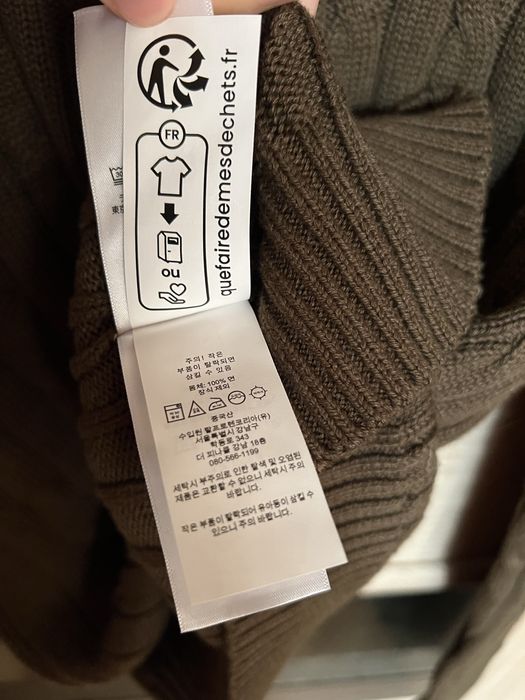 quefairedemesdechets.fr
FR
ou
주의! 작은
부품이 탈락되면
삼킬 수 있음
몸체: 100% 면
장식 제외
중국산
수입원 랄프로렌코리아(유)
서울특별시 강남구
학동로 343
더 피나클 강남 18층
080-566-1199
세탁시 부주의로 인한 탈색 및 오염된
제품은 교환할 수 없으니 세탁시 주의
바랍니다.
작은 부품이 탈락되어 유아동이 삼킬 수
있으니 주의 바랍니다.